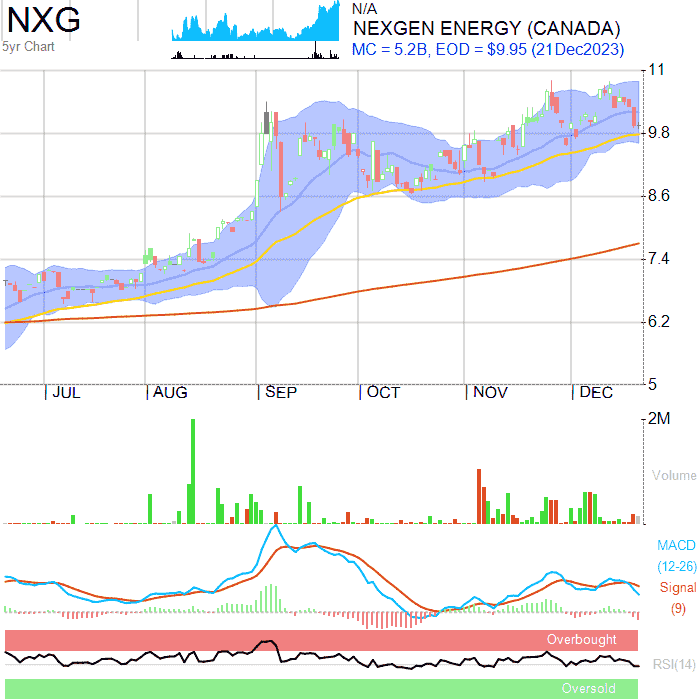 NXG
5yr Chart
N/A
NEXGEN ENERGY (CANADA)
MC = 5.2B, EOD = $9.95 (21Dec2023)
11
9.8
8.6
7.4
6.2
5
JUL AUG SEP OCT NOV DEC
2M
Volume
MACD
(12-26)
Signal
(9)
Overbought
RSI(14)
Oversold